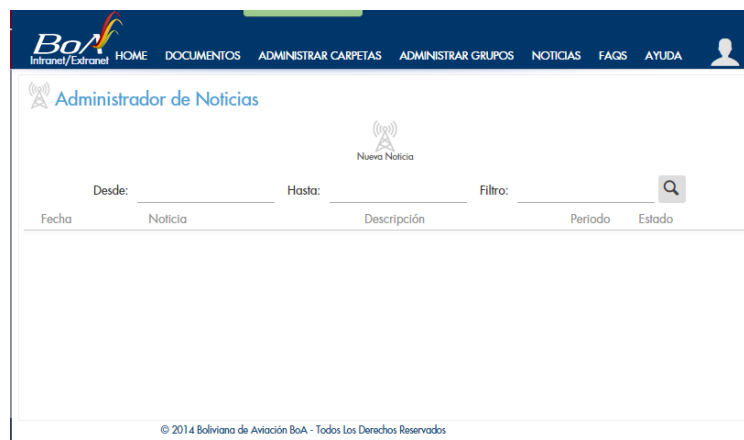 BoA
Intranet/Extranet HOME DOCUMENTOS ADMINISTRAR CARPETAS ADMINISTRAR GRUPOS NOTICIAS FAQS AYUDA
Administrador de Noticias
Nueva Noticia
Desde: Hasta: Filtro:
Fecha Noticia Descripción Periodo Estado
© 2014 Boliviana de Aviación BoA - Todos Los Derechos Reservados